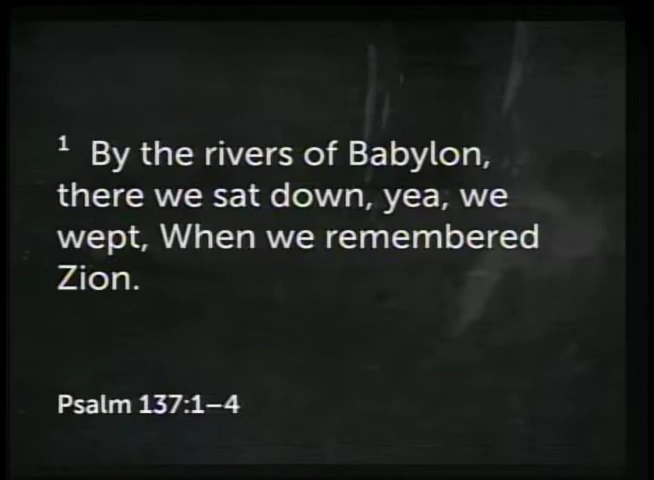 1 By the rivers of Babylon,
there we sat down, yea, we
wept, When we remembered
Zion.
Psalm 137:1–4